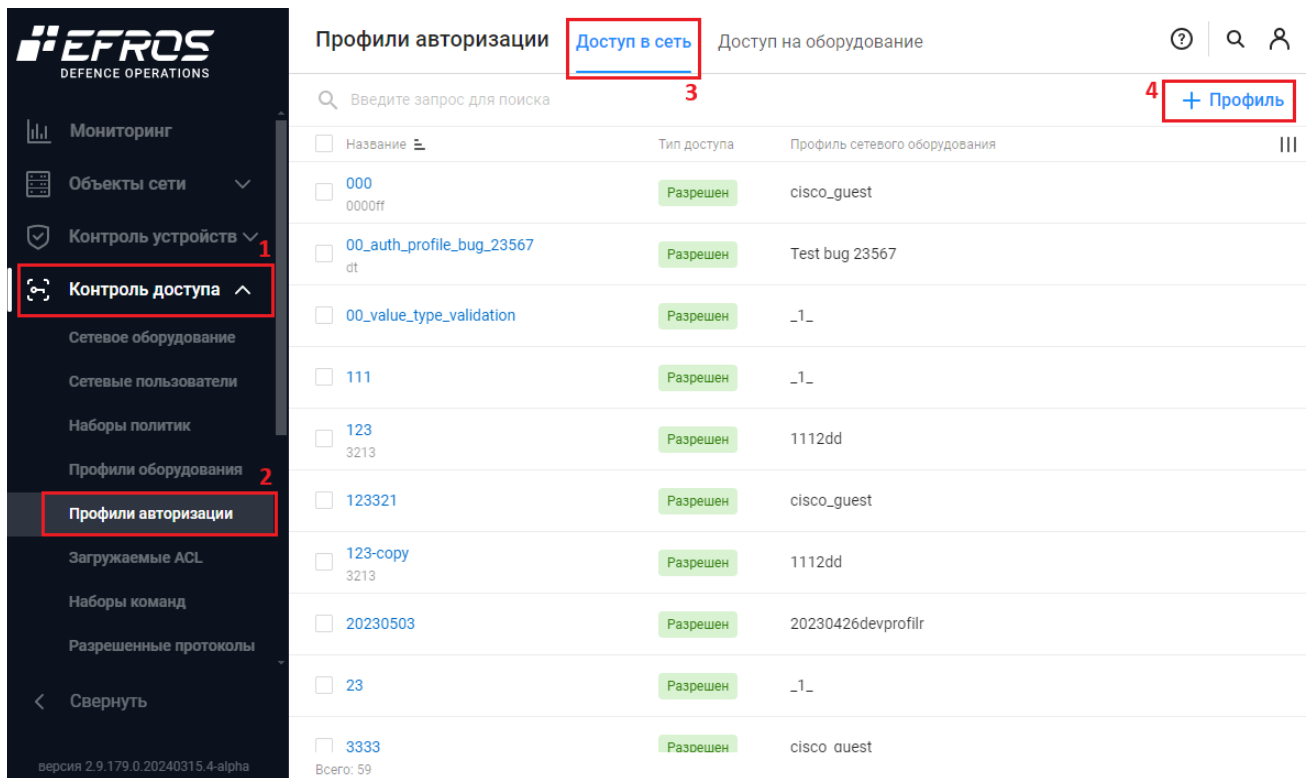 EFROS
DEFENCE OPERATIONS
Мониторинг
Объекты сети
Контроль устройств
1
Контроль доступа
Сетевое оборудование
Сетевые пользователи
Наборы политик
Профили оборудования
2
Профили авторизации
Загружаемые ACL
Наборы команд
Разрешенные протоколы
Свернуть
версия 2.9.179.0.20240315.4-alpha
Профили авторизации Доступ в сеть Доступ на оборудование
3
Введите запрос для поиска
4
+ Профиль
Название Тип доступа Профиль сетевого оборудования
000 Разрешен cisco_guest
0000ff
00_auth_profile_bug_23567 Разрешен Test bug 23567
dt
00_value_type_validation Разрешен _1_
111 Разрешен _1_
123 Разрешен 1112dd
3213
123321 Разрешен cisco_guest
123-copy Разрешен 1112dd
3213
20230503 Разрешен 20230426devprofilr
23 Разрешен _1_
3333 Разрешен cisco_guest
Всего: 59